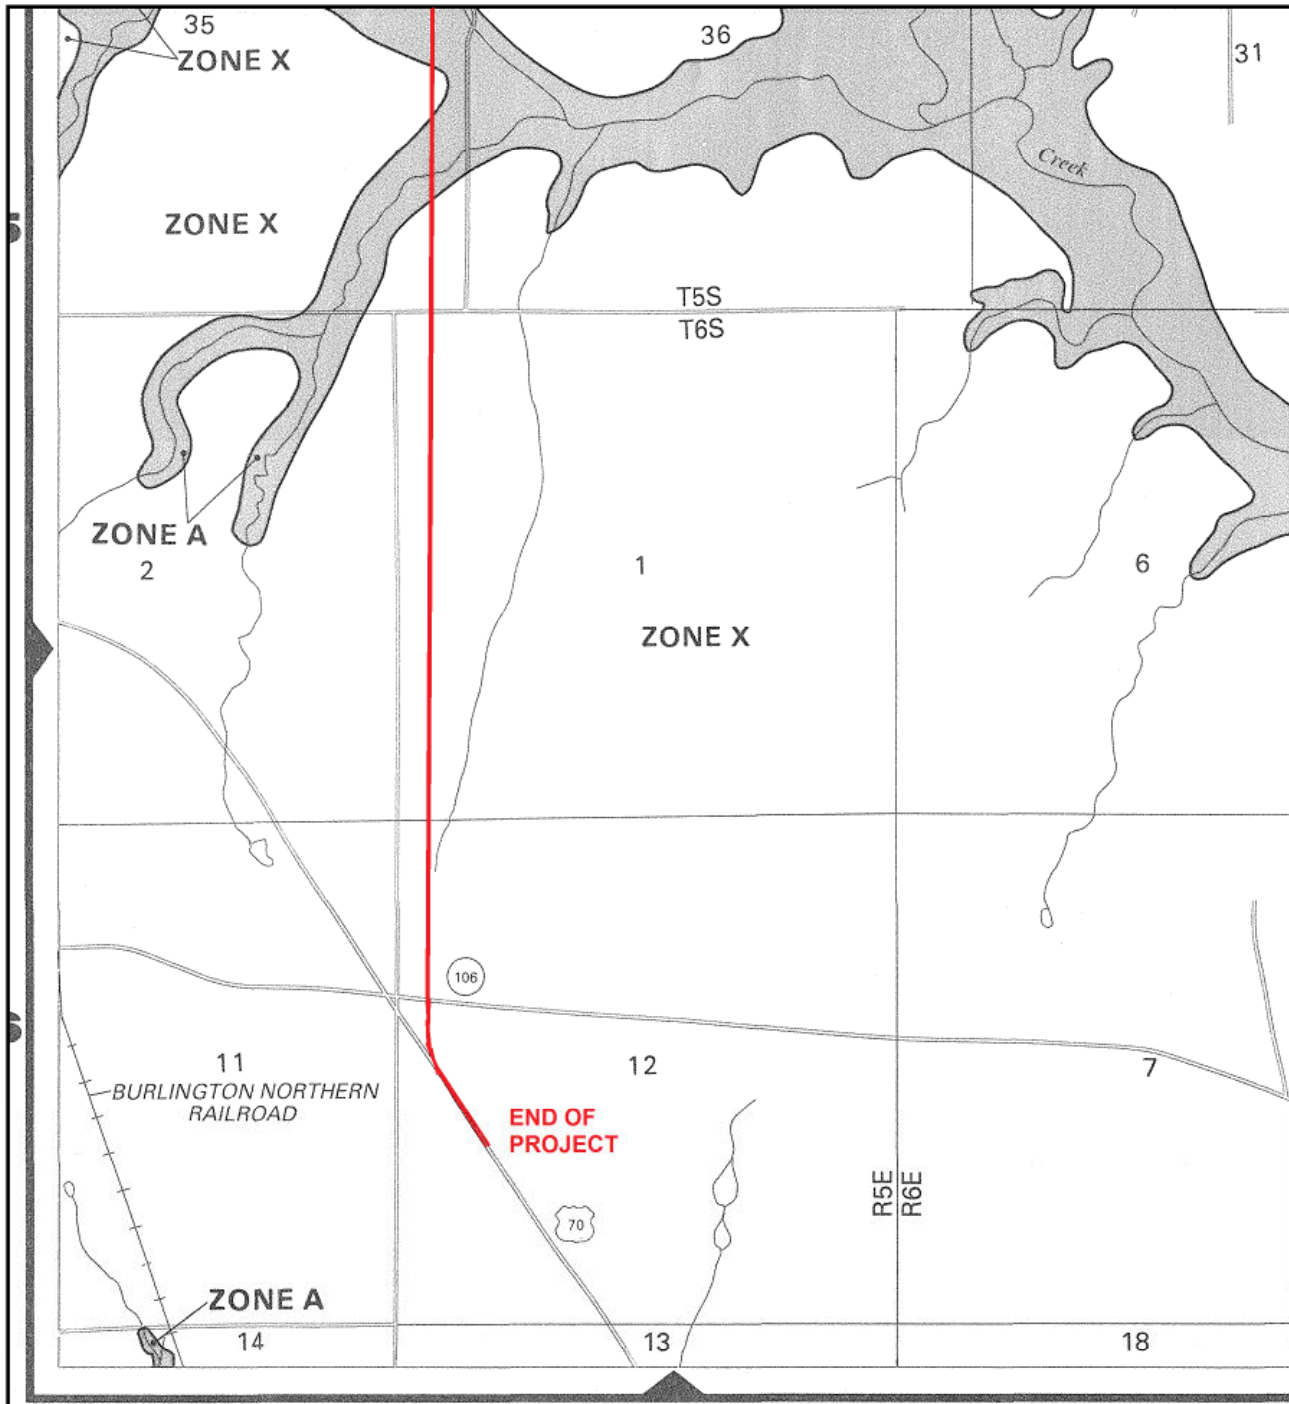 35
36
31
ZONE X
Creek
ZONE X
T5S
T6S
ZONE A
2
1
6
ZONE X
106
11
12
7
BURLINGTON NORTHERN
RAILROAD
END OF
PROJECT
R5E
R6E
70
ZONE A
14
13
18